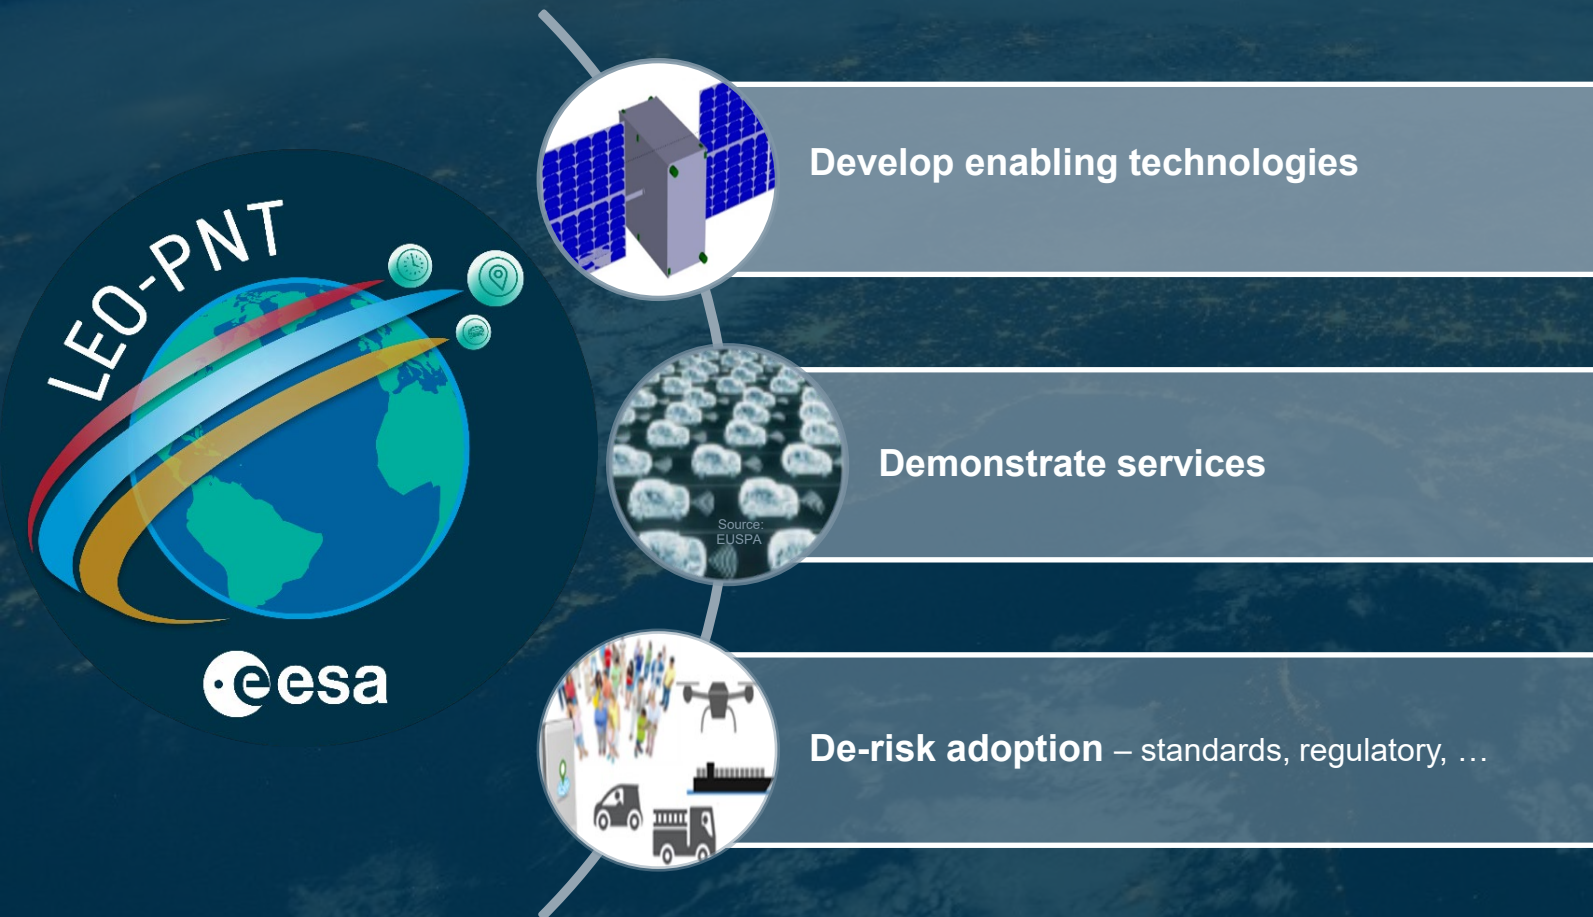 LEO-PNT
esa
Develop enabling technologies
Demonstrate services
Source:
EUSPA
De-risk adoption – standards, regulatory, …